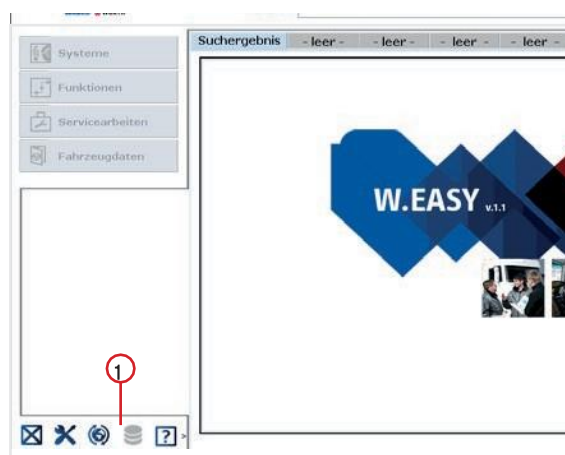 Suchergebnis - leer - - leer - - leer - - leer -
Systeme
Funktionen
Servicearbeiten
Fahrzeugdaten
W.EASY v.1.1
1
?